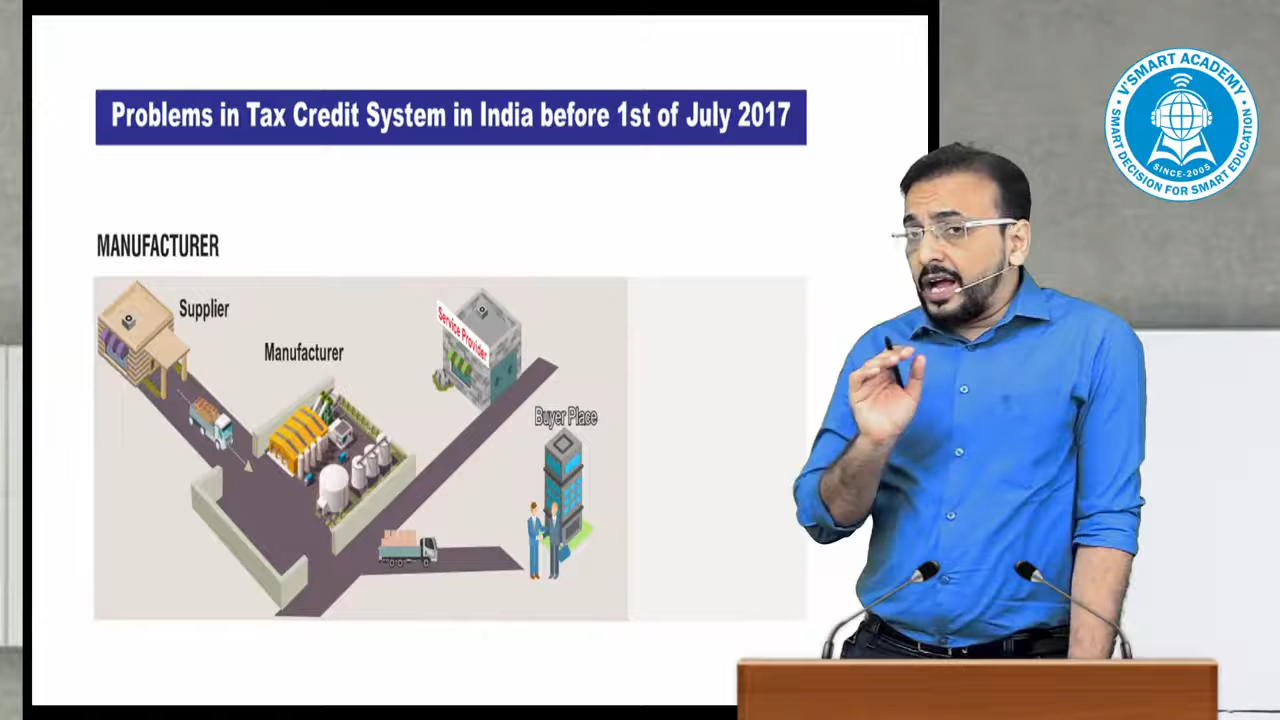 Problems in Tax Credit System in India before 1st of July 2017
MANUFACTURER
Supplier
Manufacturer
Service Provider
Buyer Place
V'SMART ACADEMY
SMART DECISION FOR SMART EDUCATION
SINCE-2005